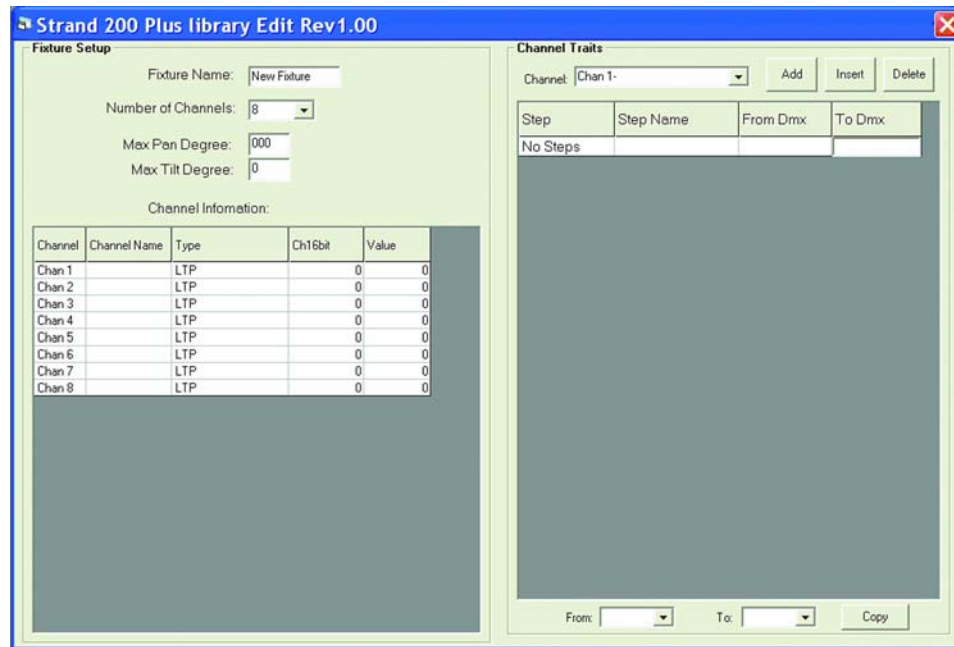 Strand 200 Plus library Edit Rev1.00
Fixture Setup
Fixture Name: New Fixture
Number of Channels: 8
Max Pan Degree: 000
Max Tilt Degree: 0
Channel Infomation:
Channel Channel Name Type Ch16bit Value
Chan 1 LTP 0 0
Chan 2 LTP 0 0
Chan 3 LTP 0 0
Chan 4 LTP 0 0
Chan 5 LTP 0 0
Chan 6 LTP 0 0
Chan 7 LTP 0 0
Chan 8 LTP 0 0
Channel Traits
Channel: Chan 1- Add Insert Delete
Step Step Name From Dmx To Dmx
No Steps
From: To: Copy